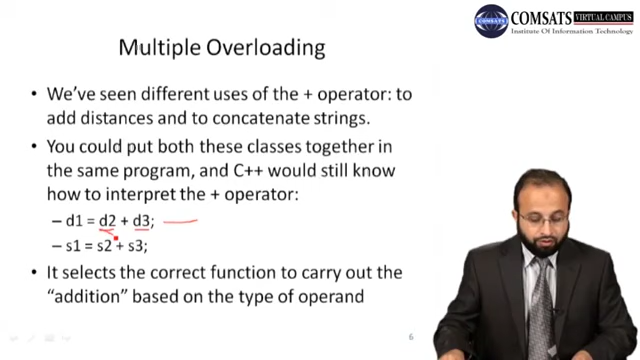 COMSATS
COMSATS VIRTUAL CAMPUS
Institute Of Information Technology
Multiple Overloading
• We've seen different uses of the + operator: to
add distances and to concatenate strings.
• You could put both these classes together in
the same program, and C++ would still know
how to interpret the + operator:
– d1 = d2 + d3;
– s1 = s2 + s3;
• It selects the correct function to carry out the
"addition" based on the type of operand
6